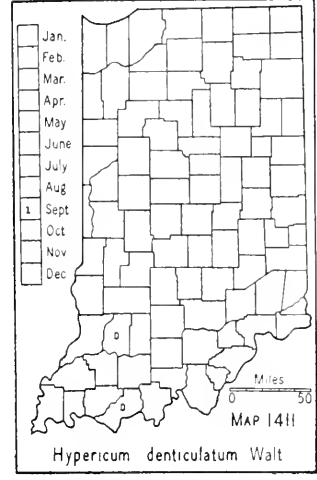 Jan.
Feb.
Mar.
Apr.
May
June
July
Aug
1 Sept
Oct
Nov
Dec
D
D
Miles
0 50
MAP 1411
Hypericum denticulatum Walt